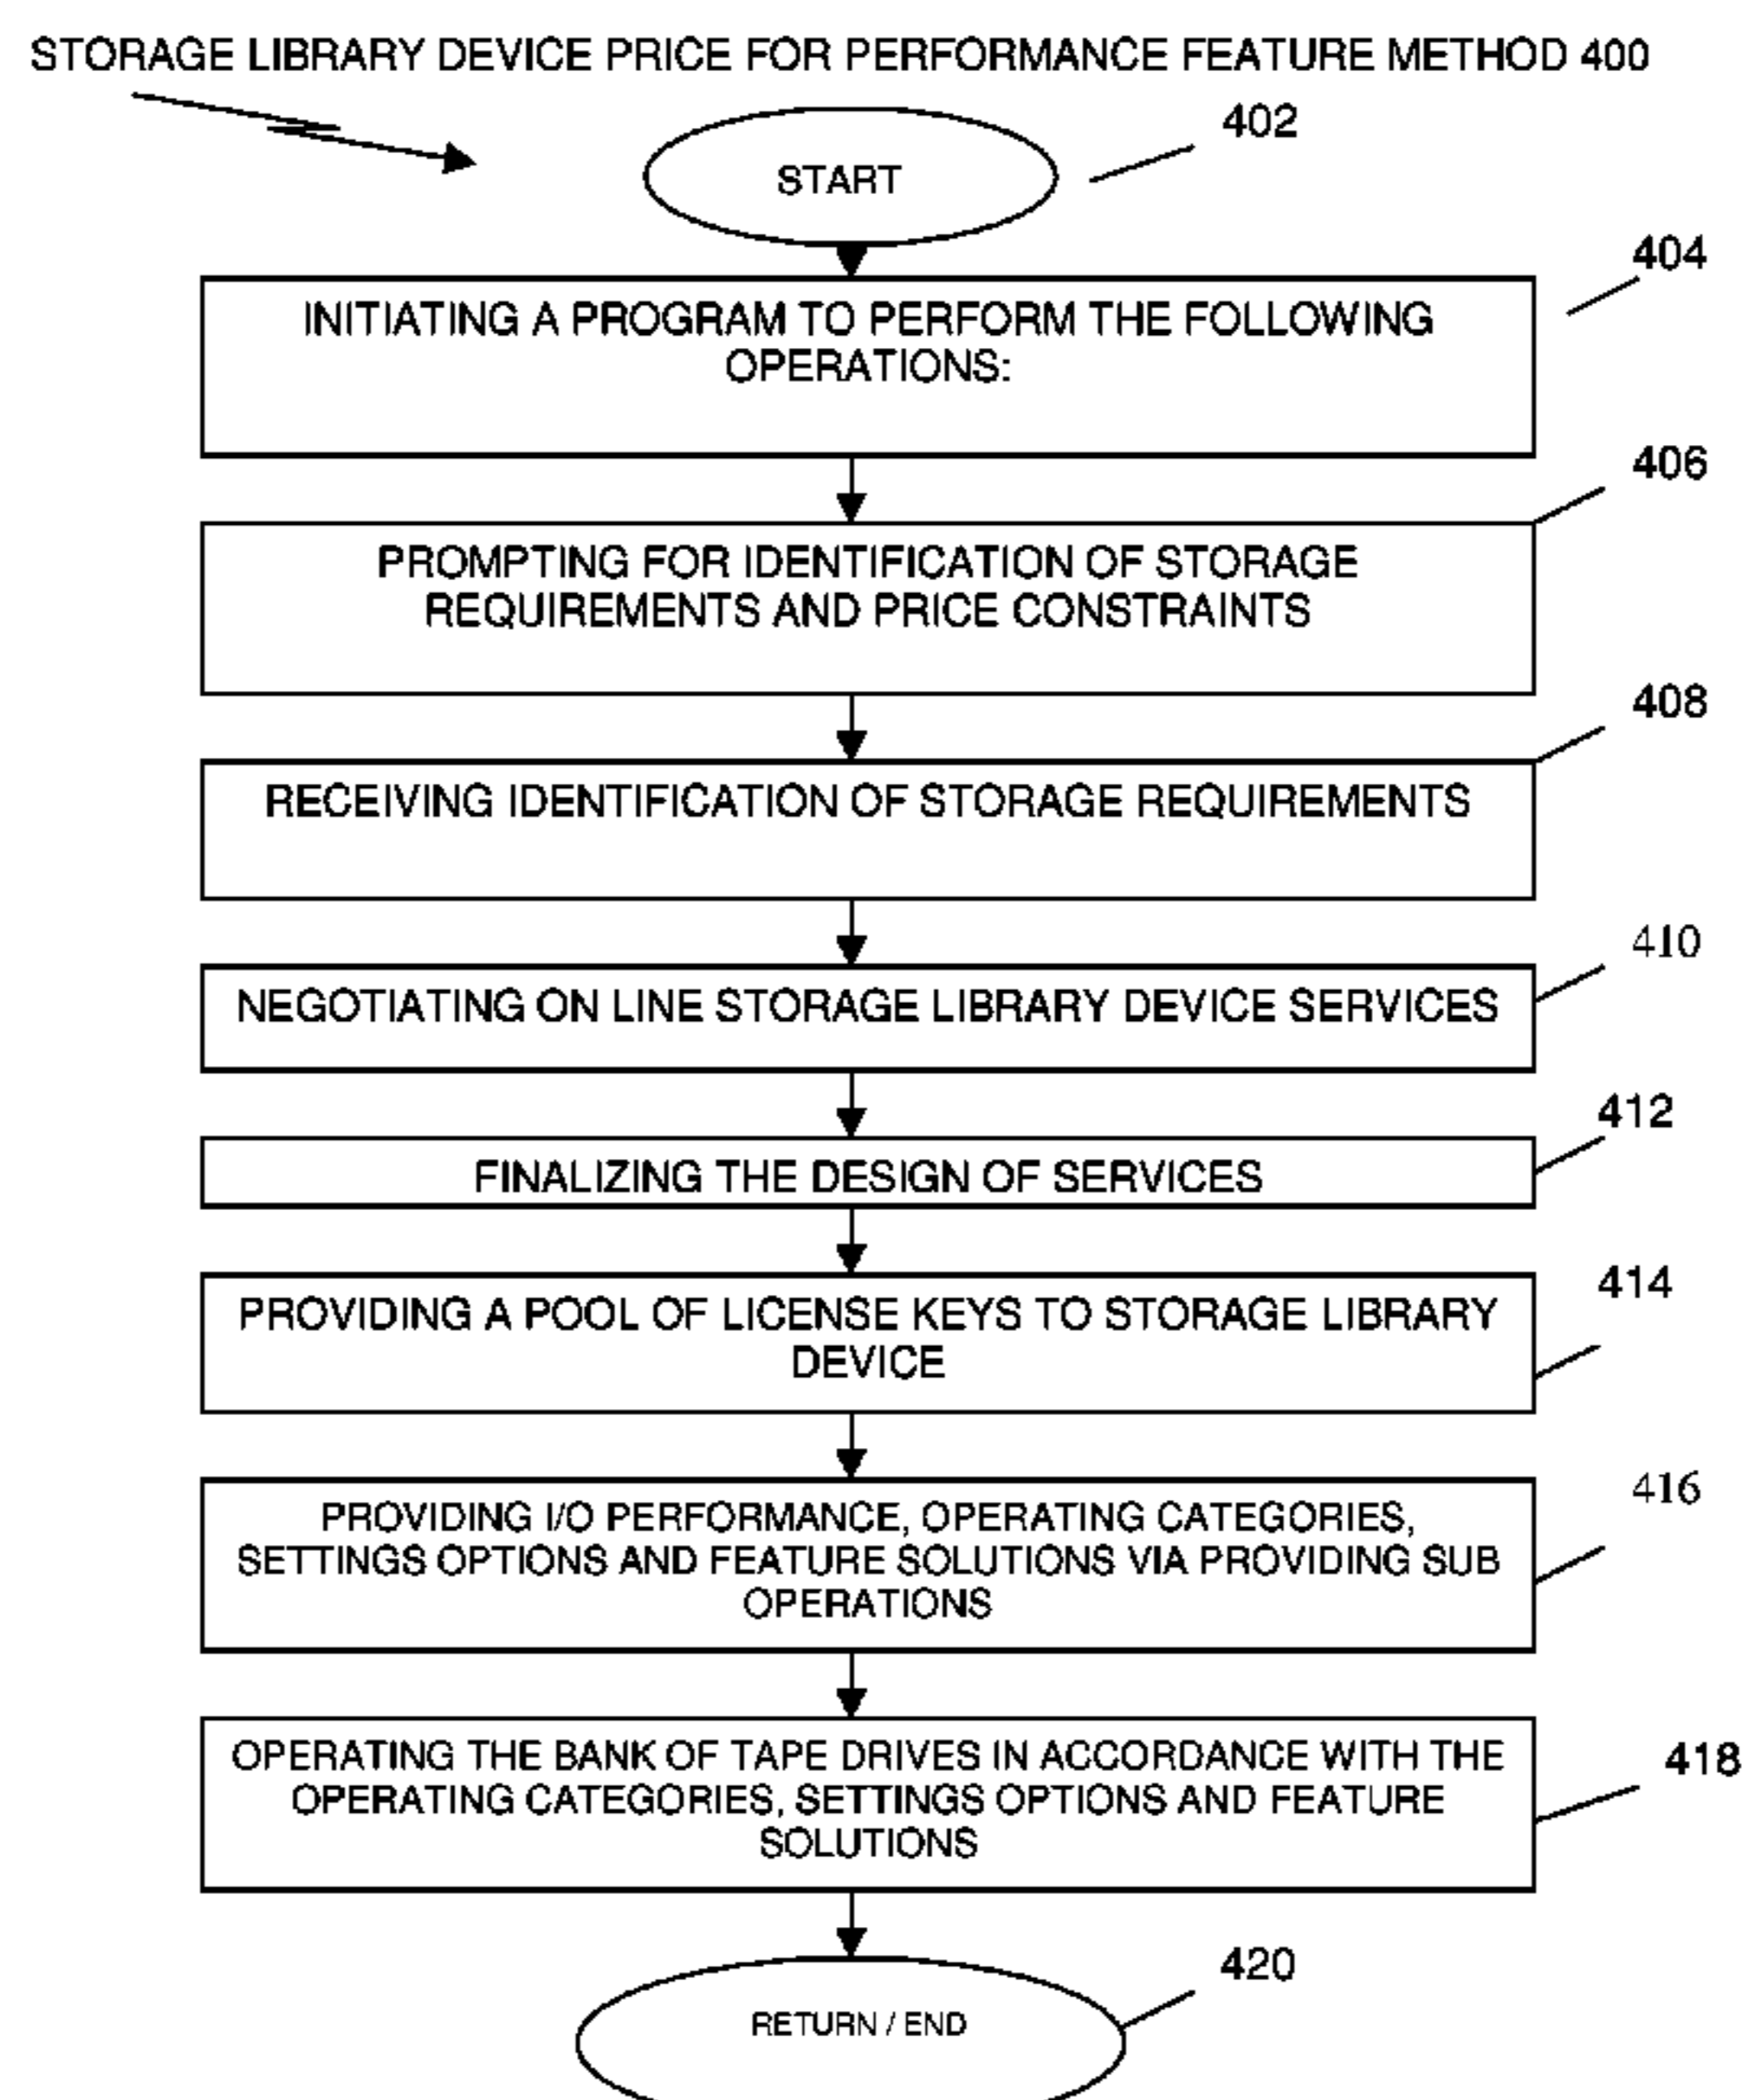 STORAGE LIBRARY DEVICE PRICE FOR PERFORMANCE FEATURE METHOD 400
402
START
404
INITIATING A PROGRAM TO PERFORM THE FOLLOWING
OPERATIONS:
406
PROMPTING FOR IDENTIFICATION OF STORAGE
REQUIREMENTS AND PRICE CONSTRAINTS
408
RECEIVING IDENTIFICATION OF STORAGE REQUIREMENTS
410
NEGOTIATING ON LINE STORAGE LIBRARY DEVICE SERVICES
412
FINALIZING THE DESIGN OF SERVICES
414
PROVIDING A POOL OF LICENSE KEYS TO STORAGE LIBRARY
DEVICE
416
PROVIDING I/O PERFORMANCE, OPERATING CATEGORIES,
SETTINGS OPTIONS AND FEATURE SOLUTIONS VIA PROVIDING SUB
OPERATIONS
418
OPERATING THE BANK OF TAPE DRIVES IN ACCORDANCE WITH THE
OPERATING CATEGORIES, SETTINGS OPTIONS AND FEATURE
SOLUTIONS
420
RETURN / END